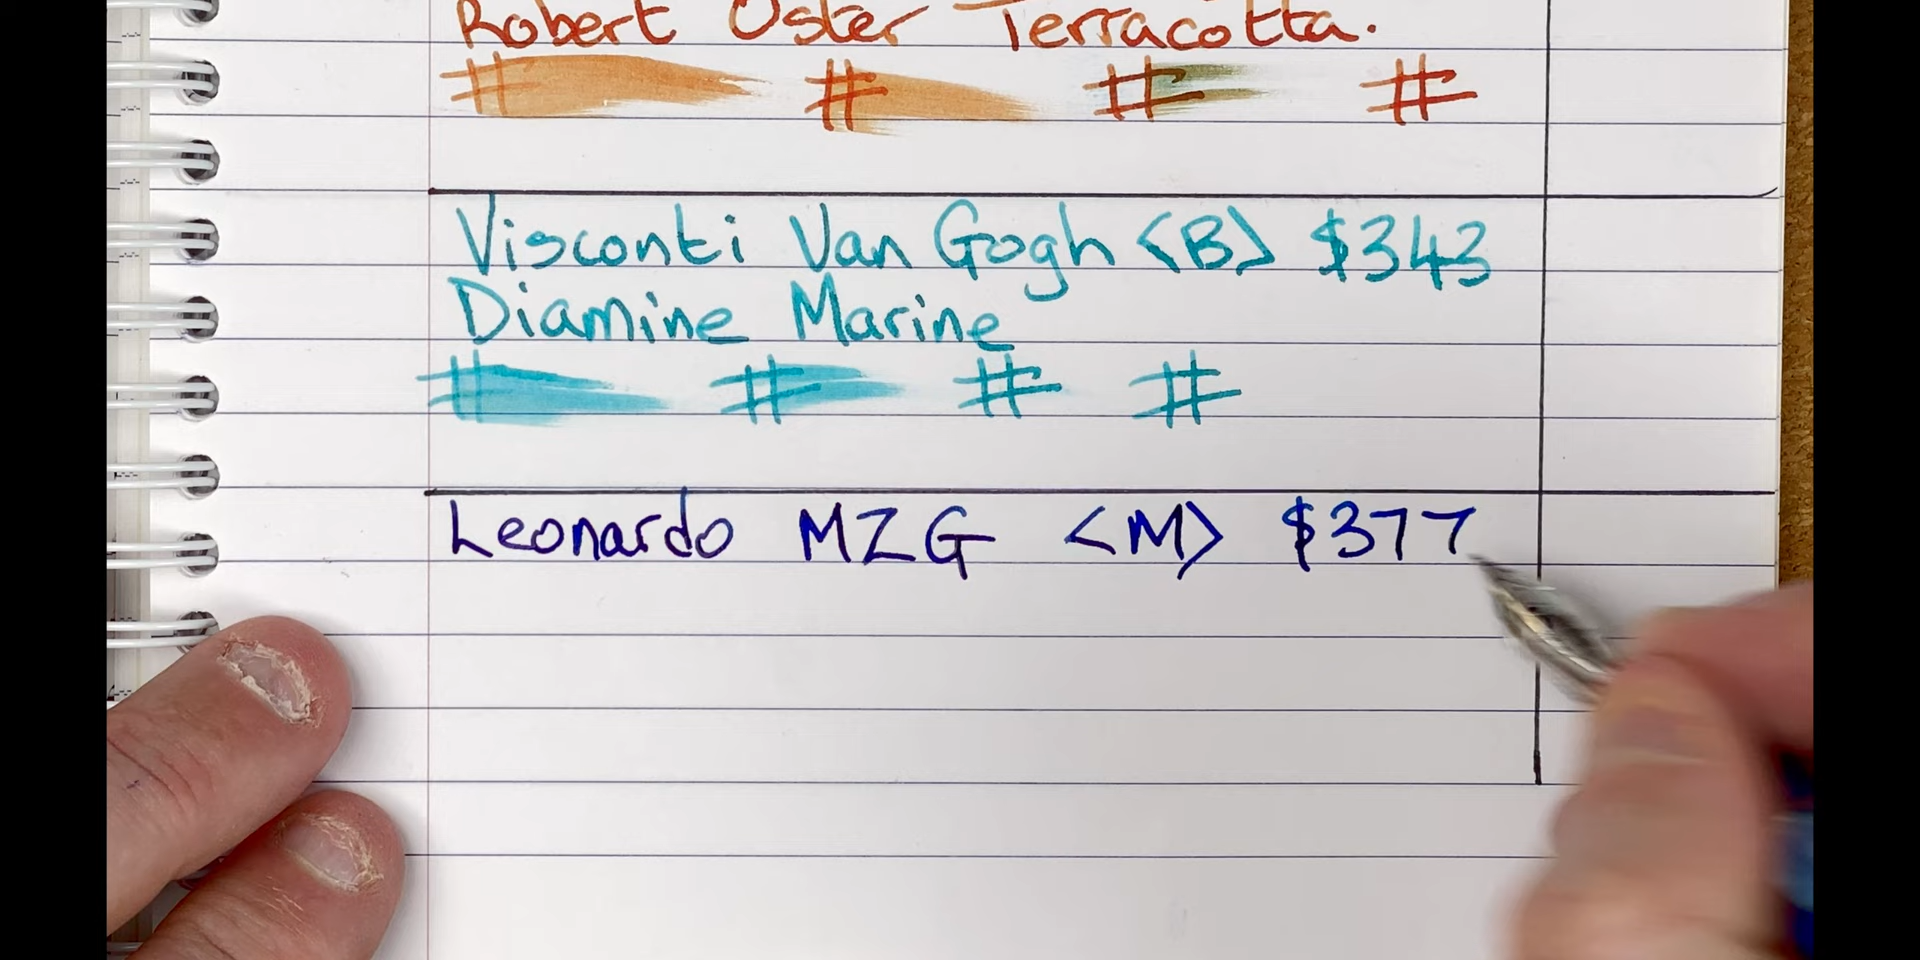 Robert Oster Terracotta.
# # # #
Visconti Van Gogh <B> $343
Diamine Marine
# # # #
Leonardo MZG <M> $377